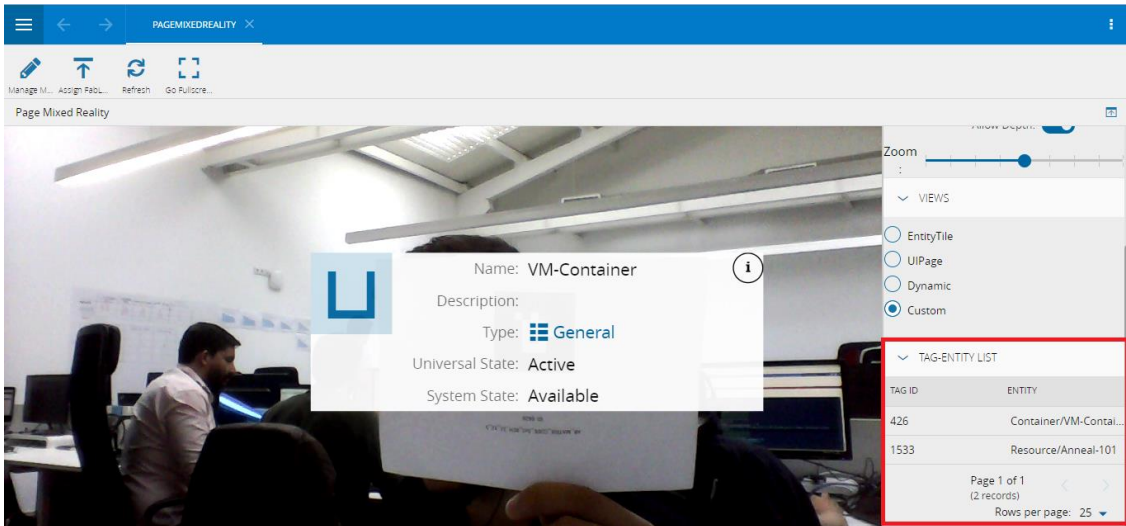 PAGEMIXEDREALITY
Manage M... Assign FabL... Refresh Go Fullscre...
Page Mixed Reality
Allow Depth:
Zoom
:
VIEWS
EntityTile
UIPage
Dynamic
Custom
Name: VM-Container
i
Description:
Type: General
Universal State: Active
System State: Available
TAG-ENTITY LIST
TAG ID ENTITY
426 Container/VM-Contai...
1533 Resource/Anneal-101
Page 1 of 1
(2 records)
Rows per page: 25